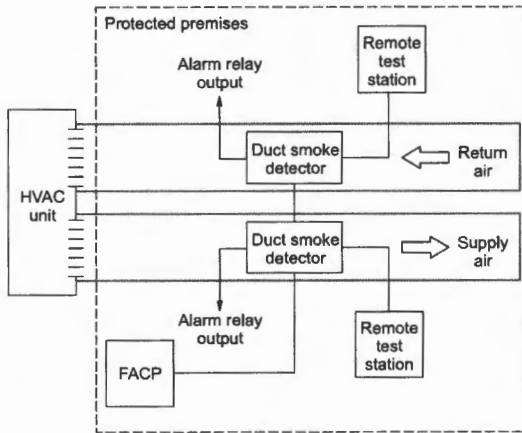 Protected premises
Alarm relay
output
Remote
test
station
Duct smoke
detector
Return
air
HVAC
unit
Duct smoke
detector
Supply
air
Alarm relay
output
Remote
test
station
FACP